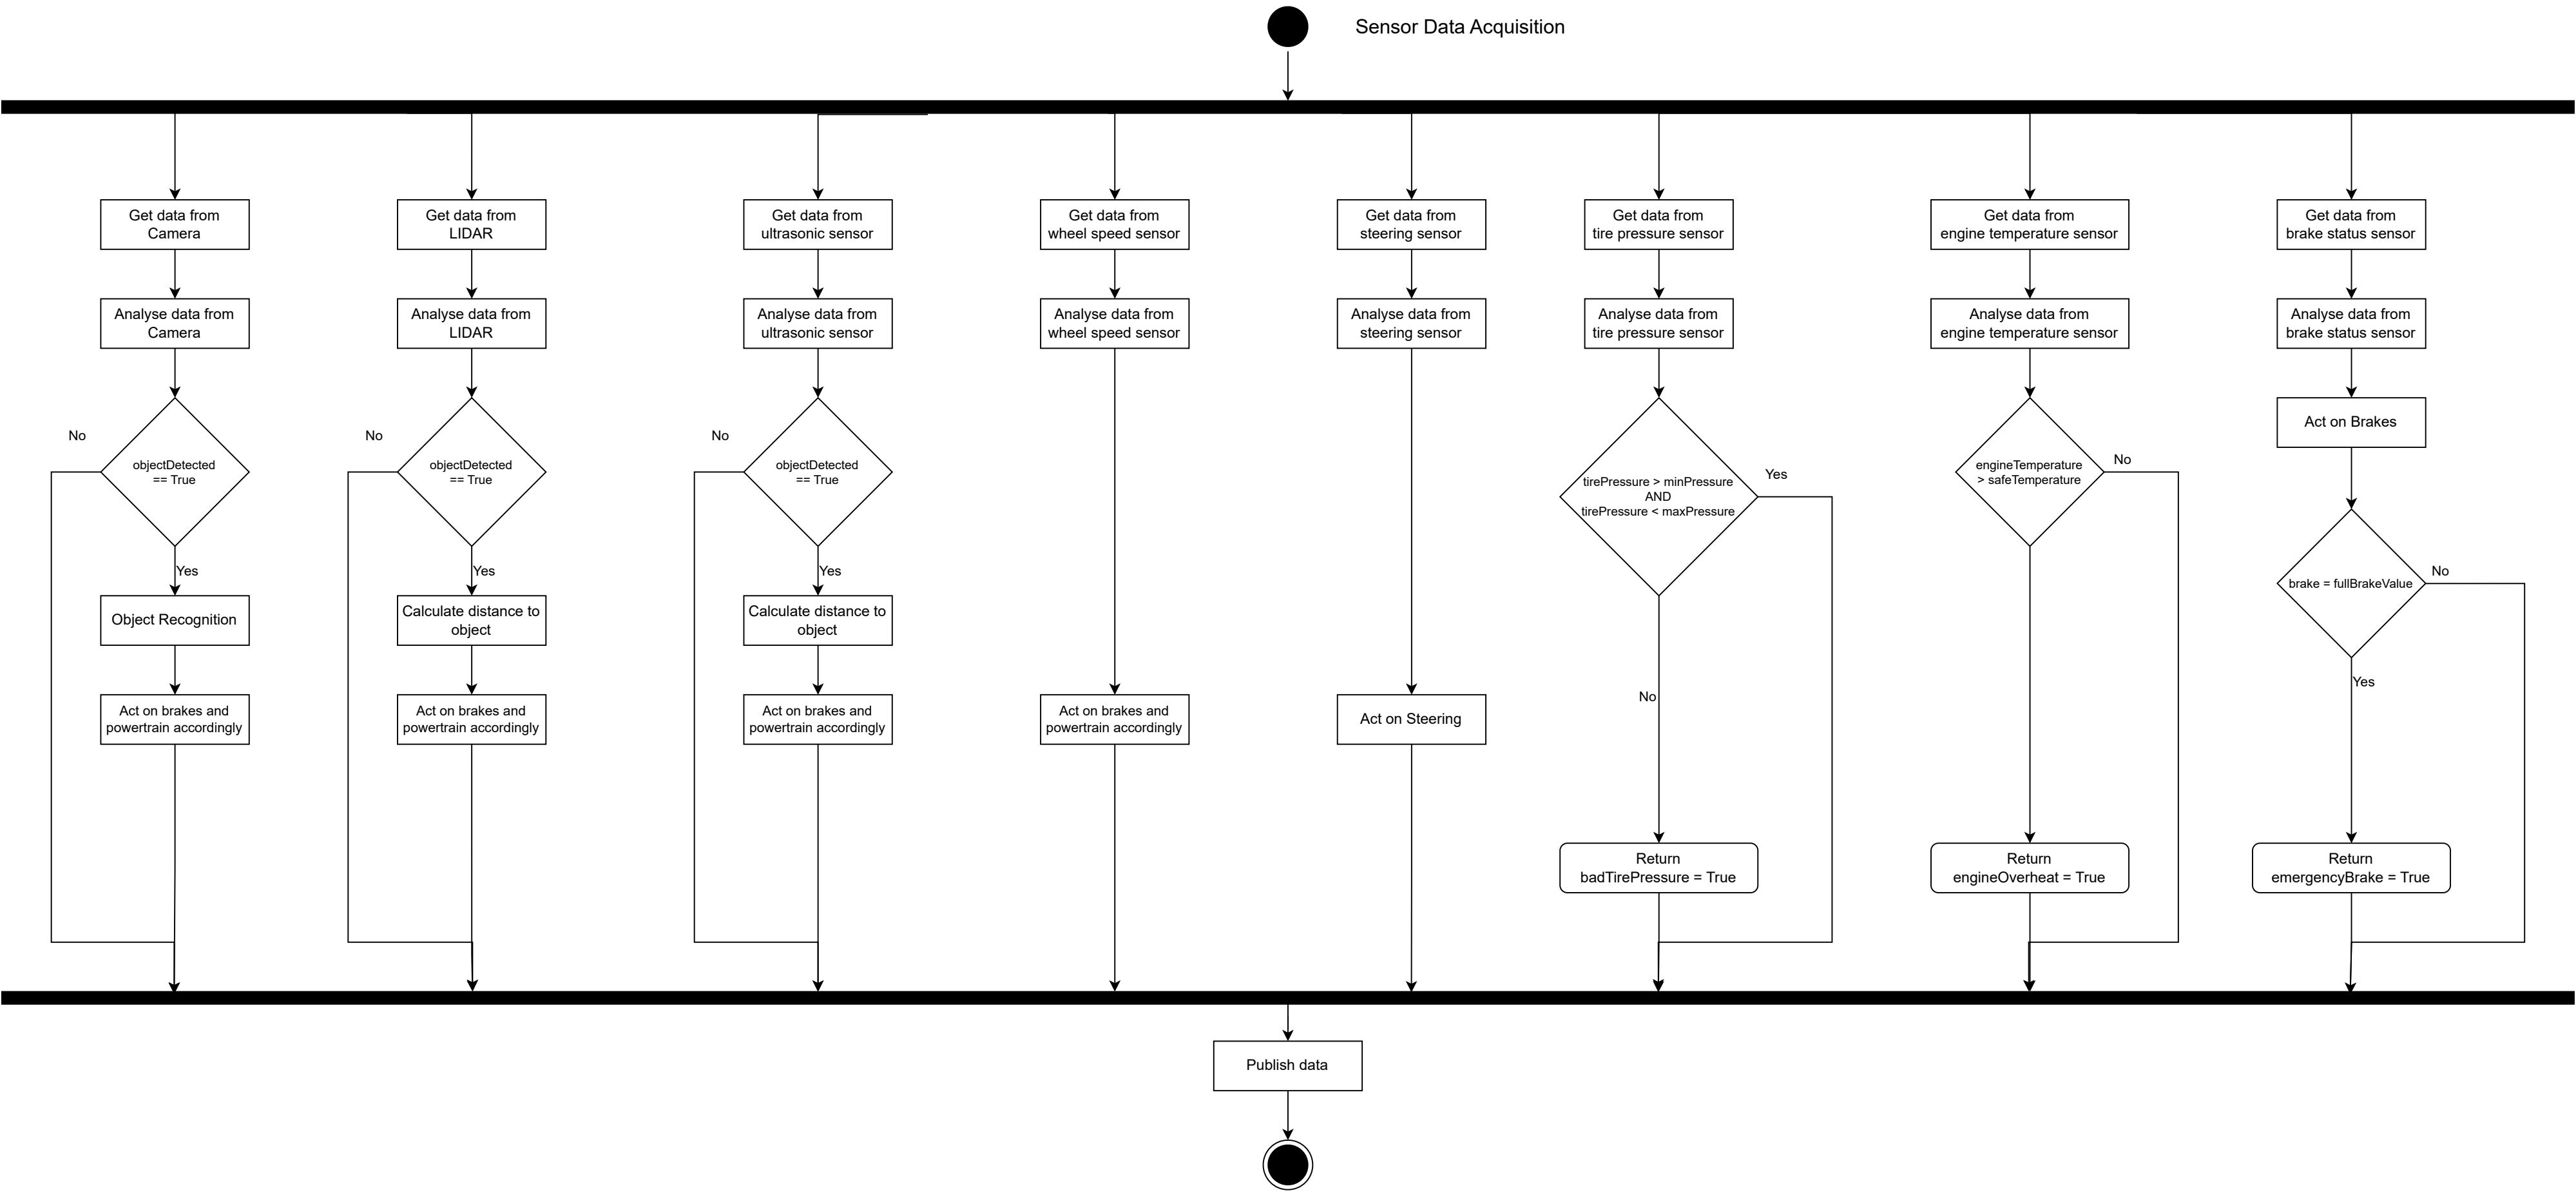 Sensor Data Acquisition
Get data from
Camera
Get data from
LIDAR
Get data from
ultrasonic sensor
Get data from
wheel speed sensor
Get data from
steering sensor
Get data from
tire pressure sensor
Get data from
engine temperature sensor
Get data from
brake status sensor
Analyse data from
Camera
Analyse data from
LIDAR
Analyse data from
ultrasonic sensor
Analyse data from
wheel speed sensor
Analyse data from
steering sensor
Analyse data from
tire pressure sensor
Analyse data from
engine temperature sensor
Analyse data from
brake status sensor
Act on Brakes
No
objectDetected
== True
No
objectDetected
== True
No
objectDetected
== True
tirePressure > minPressure
AND
tirePressure < maxPressure
Yes
engineTemperature
> safeTemperature
No
brake = fullBrakeValue
No
Yes
Yes
Yes
Object Recognition
Calculate distance to
object
Calculate distance to
object
No
Yes
Act on brakes and
powertrain accordingly
Act on brakes and
powertrain accordingly
Act on brakes and
powertrain accordingly
Act on brakes and
powertrain accordingly
Act on Steering
Return
badTirePressure = True
Return
engineOverheat = True
Return
emergencyBrake = True
Publish data